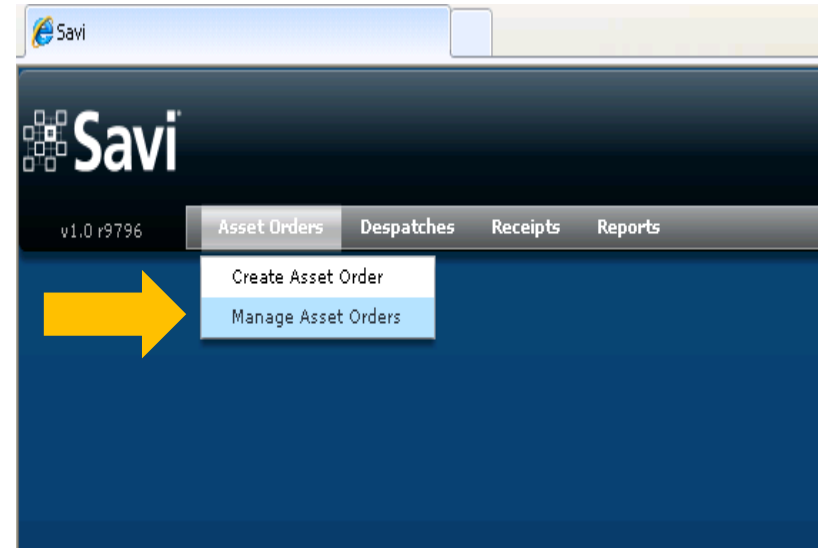 Savi
Savi
v1.0 r9796 Asset Orders Despatches Receipts Reports
Create Asset Order
Manage Asset Orders